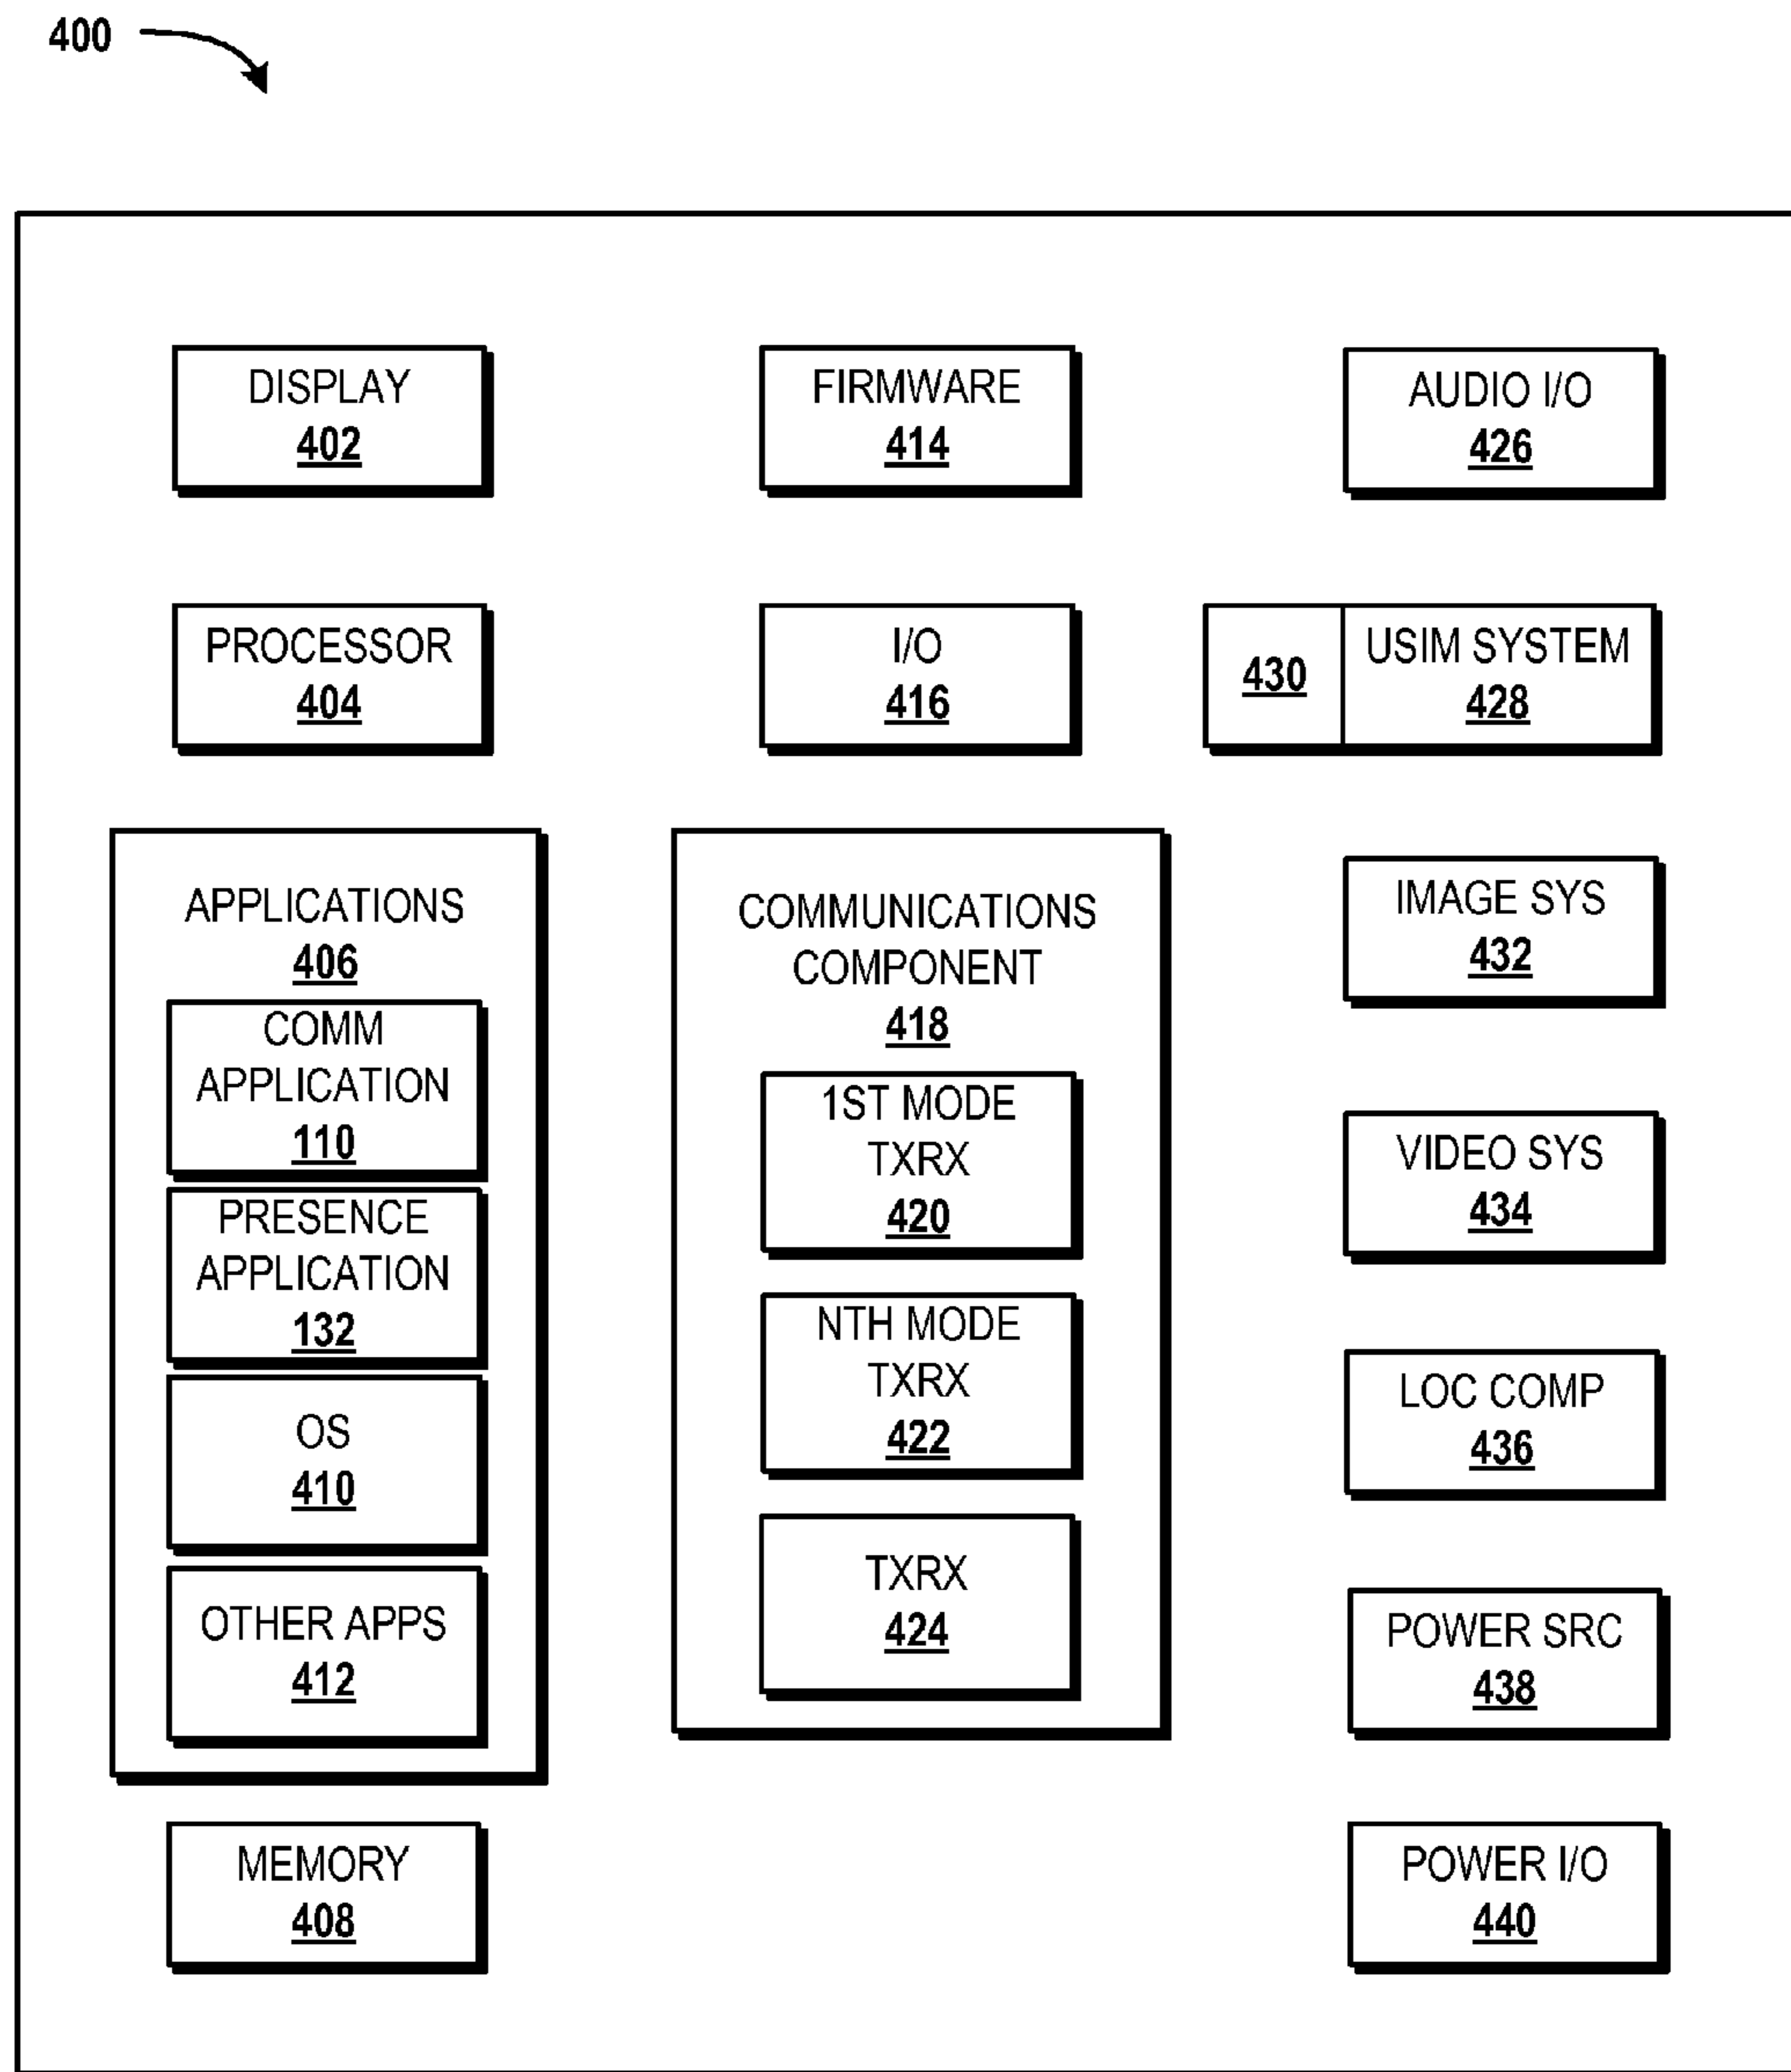 400
DISPLAY
402
PROCESSOR
404
APPLICATIONS
406
COMM
APPLICATION
110
PRESENCE
APPLICATION
132
OS
410
OTHER APPS
412
MEMORY
408
FIRMWARE
414
I/O
416
COMMUNICATIONS
COMPONENT
418
1ST MODE
TXRX
420
NTH MODE
TXRX
422
TXRX
424
AUDIO I/O
426
430
USIM SYSTEM
428
IMAGE SYS
432
VIDEO SYS
434
LOC COMP
436
POWER SRC
438
POWER I/O
440